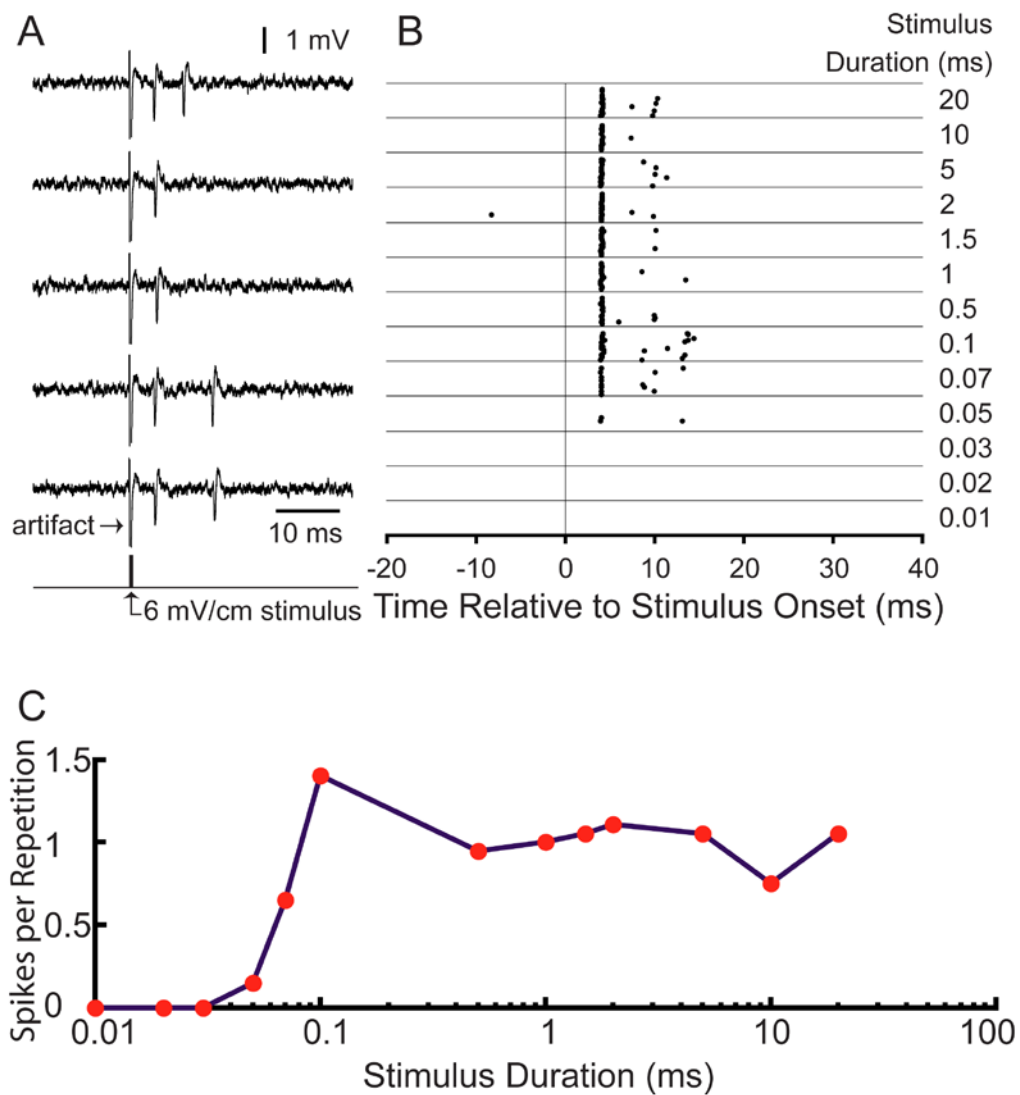 A
1 mV
artifact→
10 ms
6 mV/cm stimulus
B
Stimulus
Duration (ms)
20
10
5
2
1.5
1
0.5
0.1
0.07
0.05
0.03
0.02
0.01
-20 -10 0 10 20 30 40
Time Relative to Stimulus Onset (ms)
C
Spikes per Repetition
1.5
1
0.5
0
0.01 0.1 1 10 100
Stimulus Duration (ms)